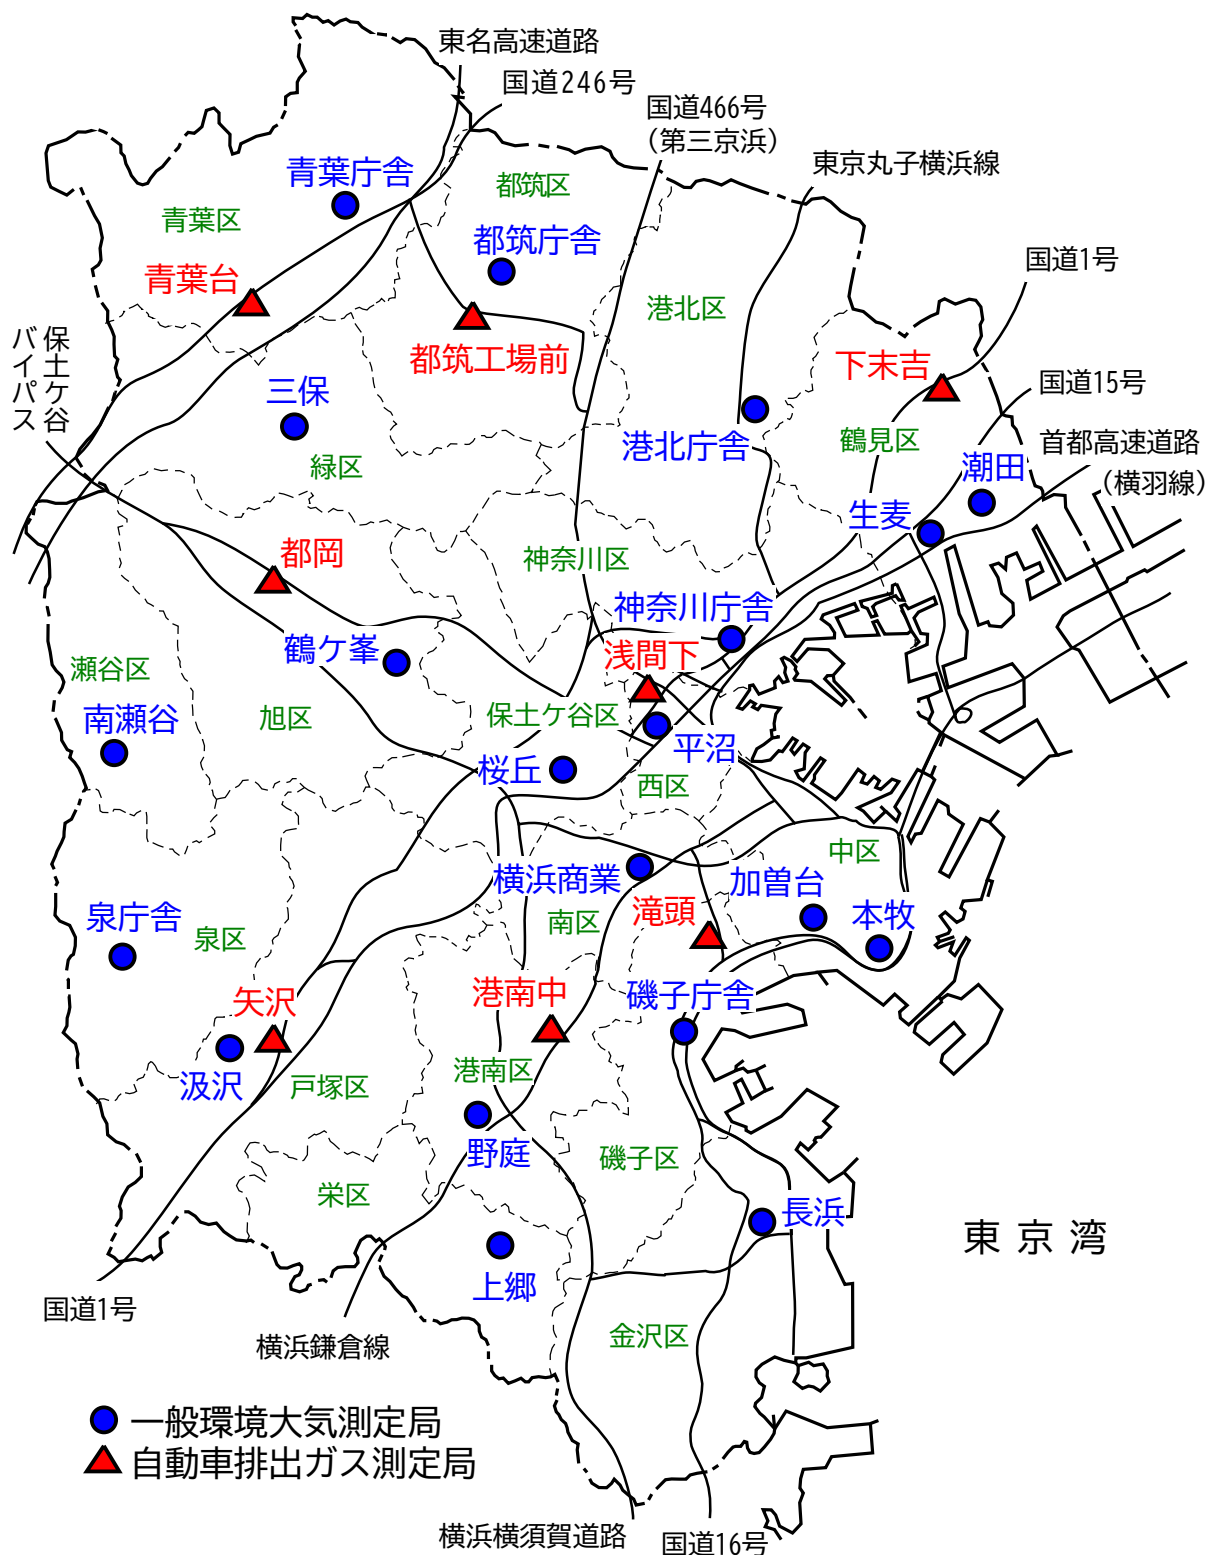 東名高速道路
国道246号
国道466号
(第三京浜)
東京丸子横浜線
青葉庁舎
都筑区
青葉区
都筑庁舎
国道1号
青葉台
港北区
保土ケ谷
バイパス
都筑工場前
下末吉
国道15号
三保
港北庁舎
鶴見区
首都高速道路
(横羽線)
緑区
潮田
生麦
都岡
神奈川区
神奈川庁舎
鶴ケ峯
浅間下
瀬谷区
南瀬谷
旭区
保土ケ谷区
平沼
桜丘
西区
中区
横浜商業
加曽台
泉庁舎
泉区
南区
滝頭
本牧
矢沢
港南中
磯子庁舎
汲沢
戸塚区
港南区
野庭
磯子区
栄区
長浜
東京湾
上郷
国道1号
横浜鎌倉線
金沢区
一般環境大気測定局
自動車排出ガス測定局
横浜横須賀道路
国道16号